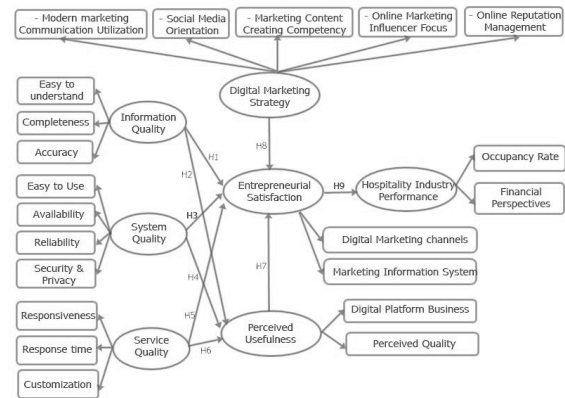 - Modern marketing
Communication Utilization
- Social Media
Orientation
- Marketing Content
Creating Competency
- Online Marketing
Influencer Focus
- Online Reputation
Management
Digital Marketing
Strategy
Easy to
understand
Completeness
Accuracy
Information
Quality
H1
H2
H8
Easy to Use
Availability
Reliability
Security &
Privacy
System
Quality
H3
H4
Entrepreneurial
Satisfaction
H9
Hospitality Industry
Performance
Occupancy Rate
Financial
Perspectives
Digital Marketing channels
Marketing Information System
H7
H5
H6
Responsiveness
Response time
Customization
Service
Quality
Perceived
Usefulness
Digital Platform Business
Perceived Quality